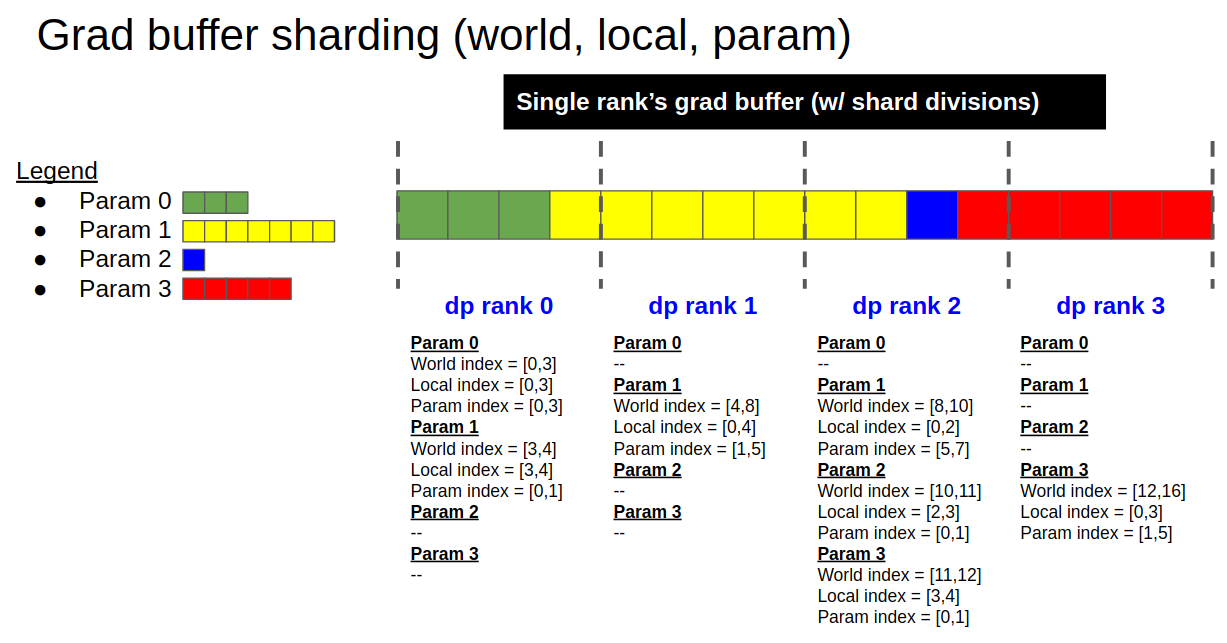 Grad buffer sharding (world, local, param)
Single rank's grad buffer (w/ shard divisions)
Legend
● Param 0
● Param 1
● Param 2
● Param 3
dp rank 0
Param 0
World index = [0,3]
Local index = [0,3]
Param index = [0,3]
Param 1
World index = [3,4]
Local index = [3,4]
Param index = [0,1]
Param 2
--
Param 3
--
dp rank 1
Param 0
--
Param 1
World index = [4,8]
Local index = [0,4]
Param index = [1,5]
Param 2
--
Param 3
--
dp rank 2
Param 0
--
Param 1
World index = [8,10]
Local index = [0,2]
Param index = [5,7]
Param 2
World index = [10,11]
Local index = [2,3]
Param index = [0,1]
Param 3
World index = [11,12]
Local index = [3,4]
Param index = [0,1]
dp rank 3
Param 0
--
Param 1
--
Param 2
--
Param 3
World index = [12,16]
Local index = [0,3]
Param index = [1,5]